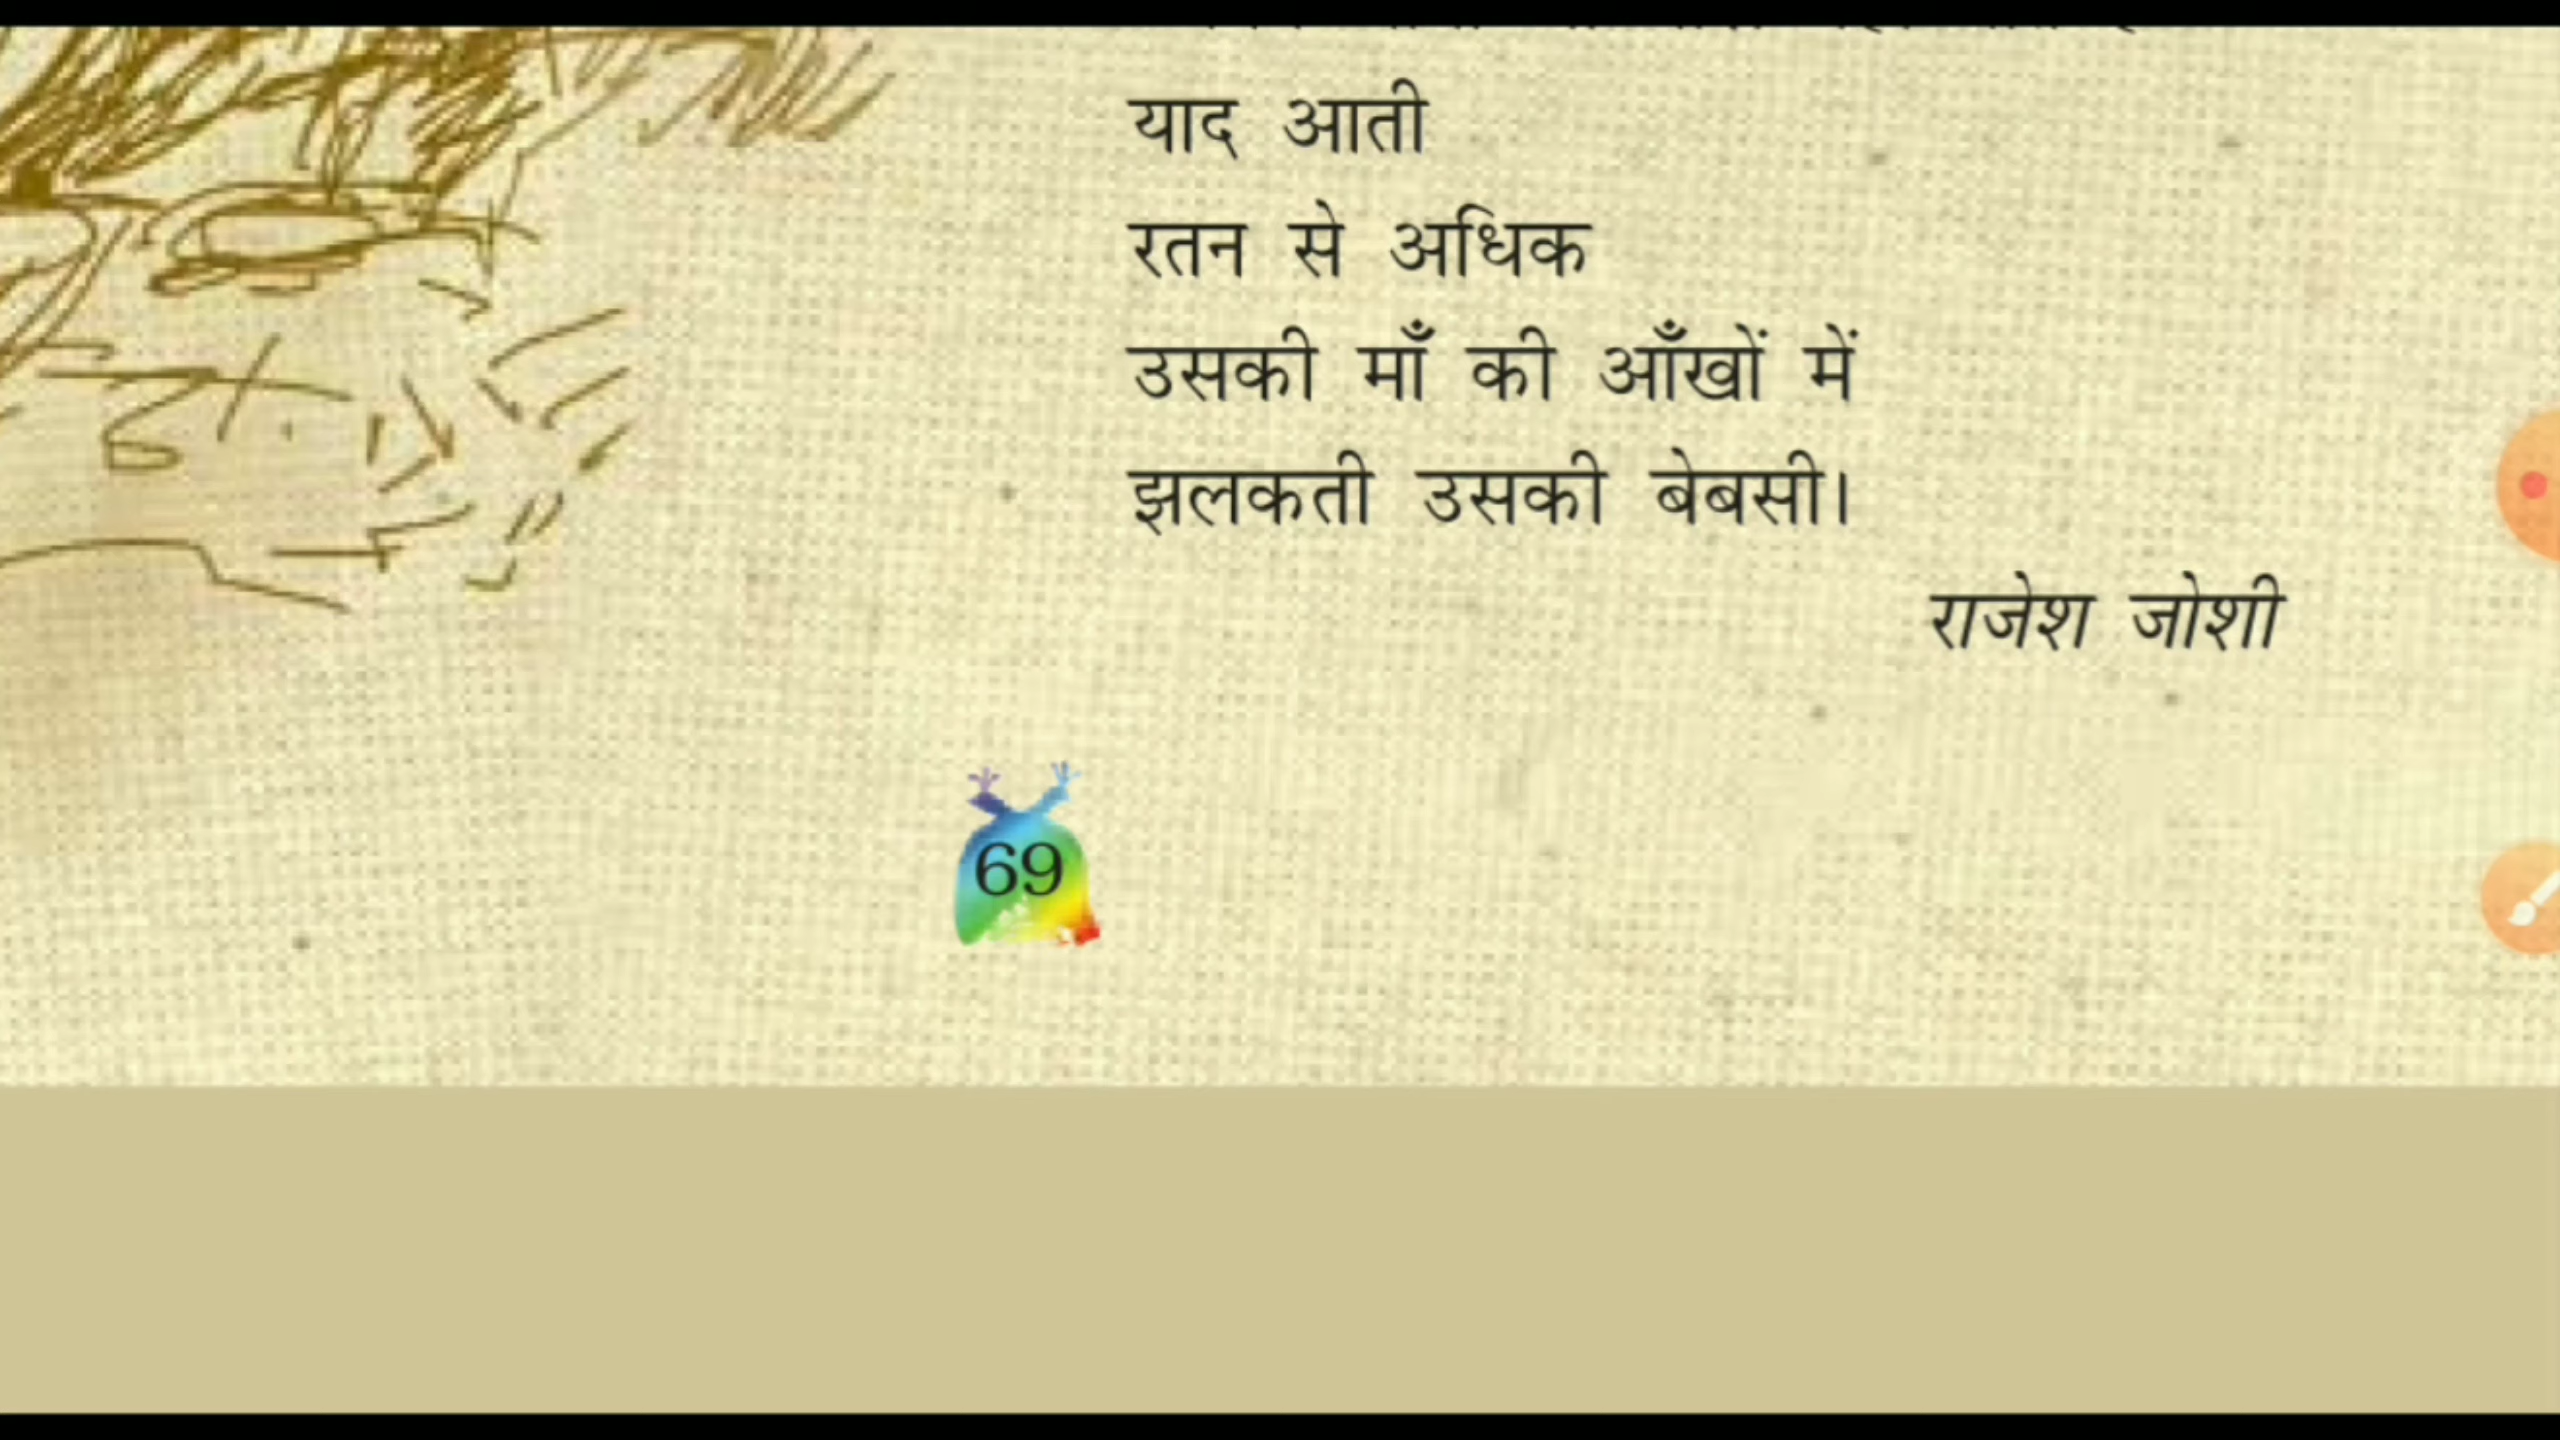 याद आती
रतन से अधिक
उसकी माँ की आँखों में
झलकती उसकी बेबसी।
राजेश जोशी
69